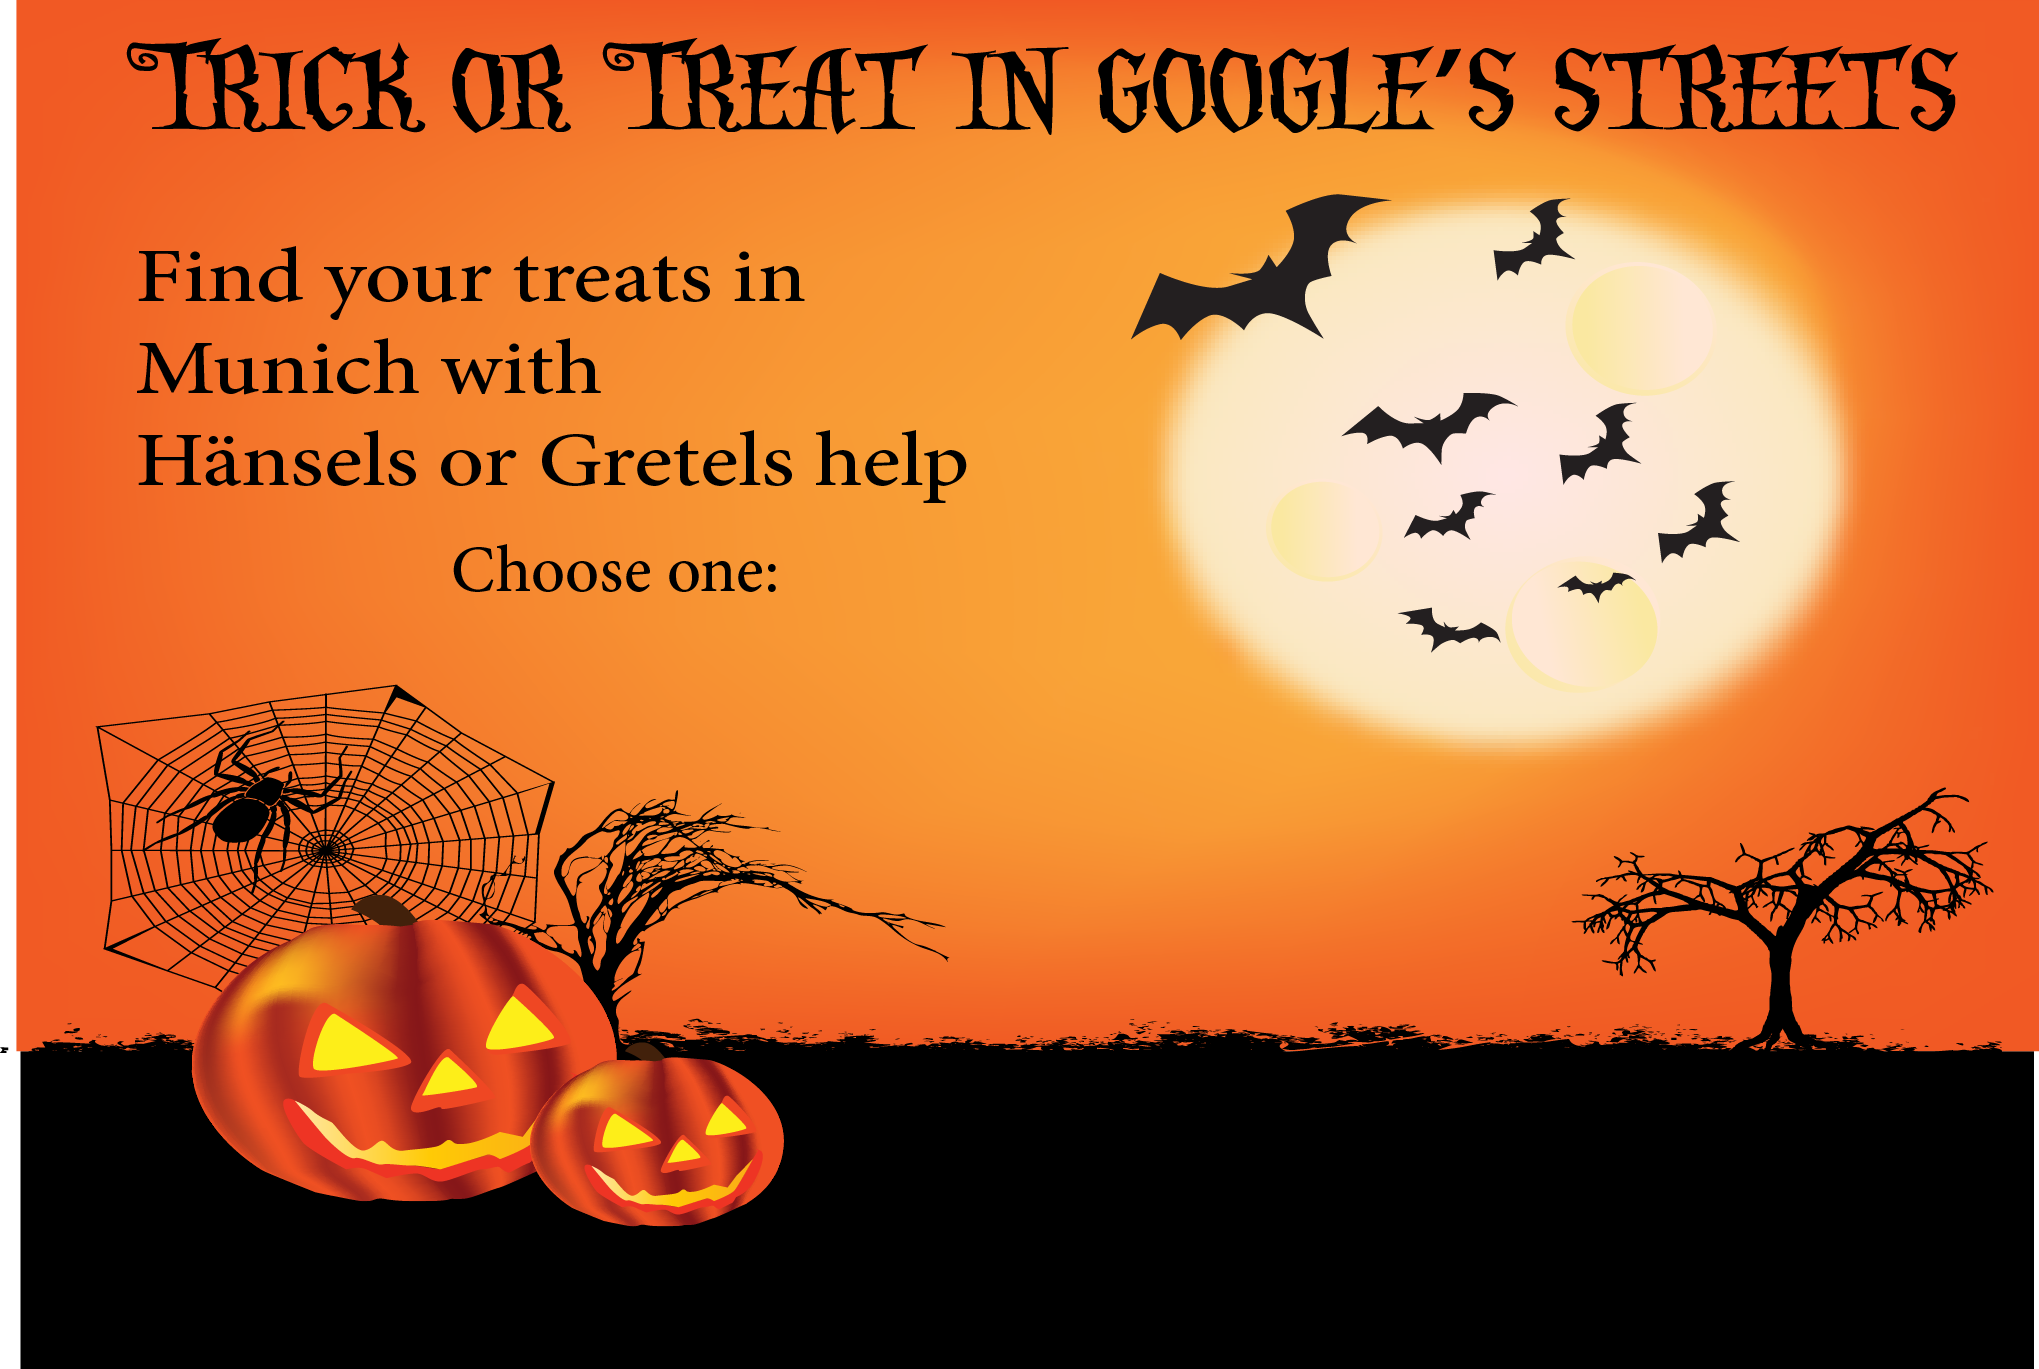 Trick or Treat in Google's Streets
Find your treats in
Munich with
Hänsels or Gretels help
Choose one: